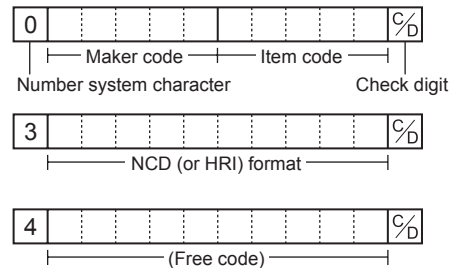 0 C/D
Maker code Item code
Number system character Check digit
3 C/D
NCD (or HRI) format
4 C/D
(Free code)